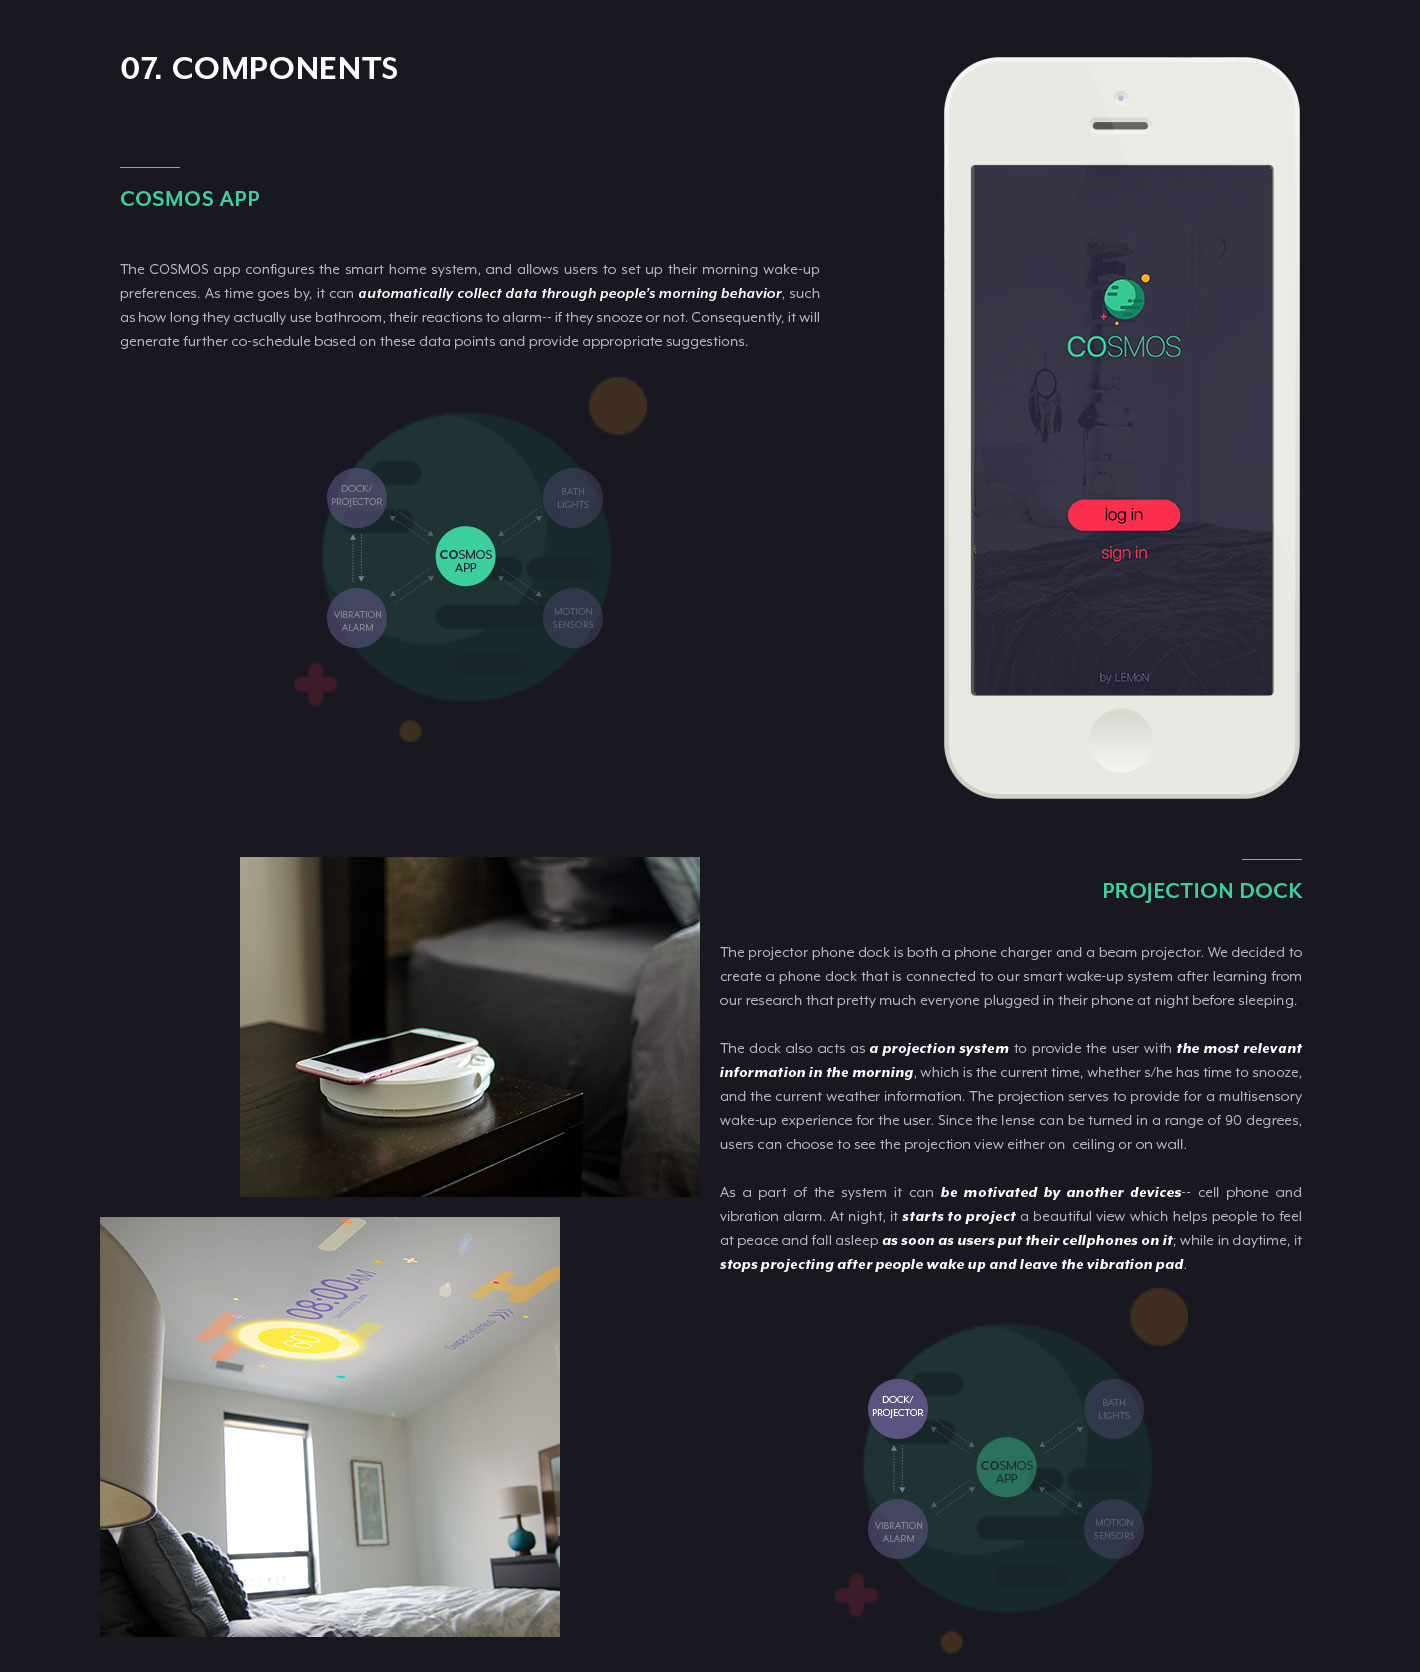 07. COMPONENTS
COSMOS APP
The COSMOS app configures the smart home system, and allows users to set up their morning wake-up
preferences. As time goes by, it can automatically collect data through people's morning behavior, such
as how long they actually use bathroom, their reactions to alarm-- if they snooze or not. Consequently, it will
generate further co-schedule based on these data points and provide appropriate suggestions.
DOCK/
PROJECTOR
BATH
LIGHTS
COSMOS
APP
VIBRATION
ALARM
MOTION
SENSORS
COSMOS
log in
sign in
by LEMoN
PROJECTION DOCK
The projector phone dock is both a phone charger and a beam projector. We decided to
create a phone dock that is connected to our smart wake-up system after learning from
our research that pretty much everyone plugged in their phone at night before sleeping.
The dock also acts as a projection system to provide the user with the most relevant
information in the morning, which is the current time, whether s/he has time to snooze,
and the current weather information. The projection serves to provide for a multisensory
wake-up experience for the user. Since the lense can be turned in a range of 90 degrees,
users can choose to see the projection view either on ceiling or on wall.
As a part of the system it can be motivated by another devices-- cell phone and
vibration alarm. At night, it starts to project a beautiful view which helps people to feel
at peace and fall asleep as soon as users put their cellphones on it; while in daytime, it
stops projecting after people wake up and leave the vibration pad.
08:00AM
DOCK/
PROJECTOR
BATH
LIGHTS
COSMOS
APP
VIBRATION
ALARM
MOTION
SENSORS